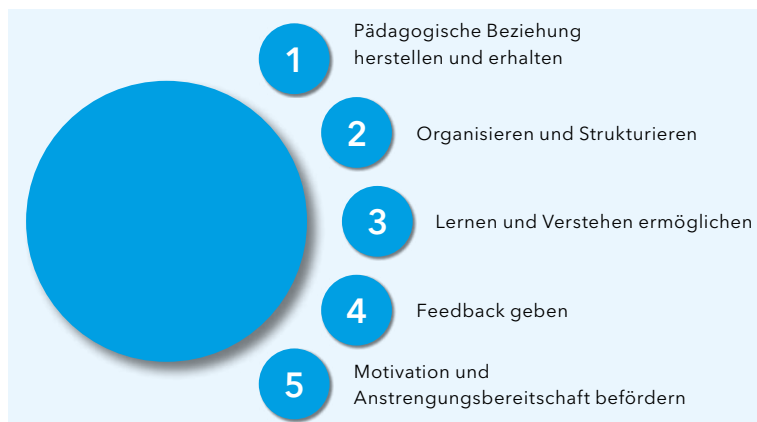 1
Pädagogische Beziehung
herstellen und erhalten
2
Organisieren und Strukturieren
3
Lernen und Verstehen ermöglichen
4
Feedback geben
5
Motivation und
Anstrengungsbereitschaft befördern